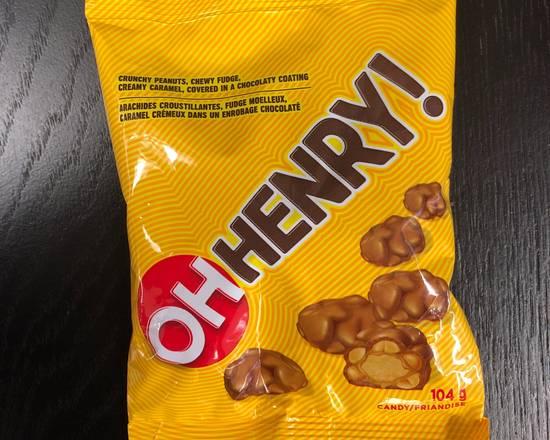 CRUNCHY PEANUTS, CHEWY FUDGE,
CREAMY CARAMEL, COVERED IN A CHOCOLATY COATING
ARACHIDES CROUSTILLANTES, FUDGE MOELLEUX,
CARAMEL CRÉMEUX DANS UN ENROBAGE CHOCOLATÉ
OH HENRY!
104 g
CANDY/FRIANDISE